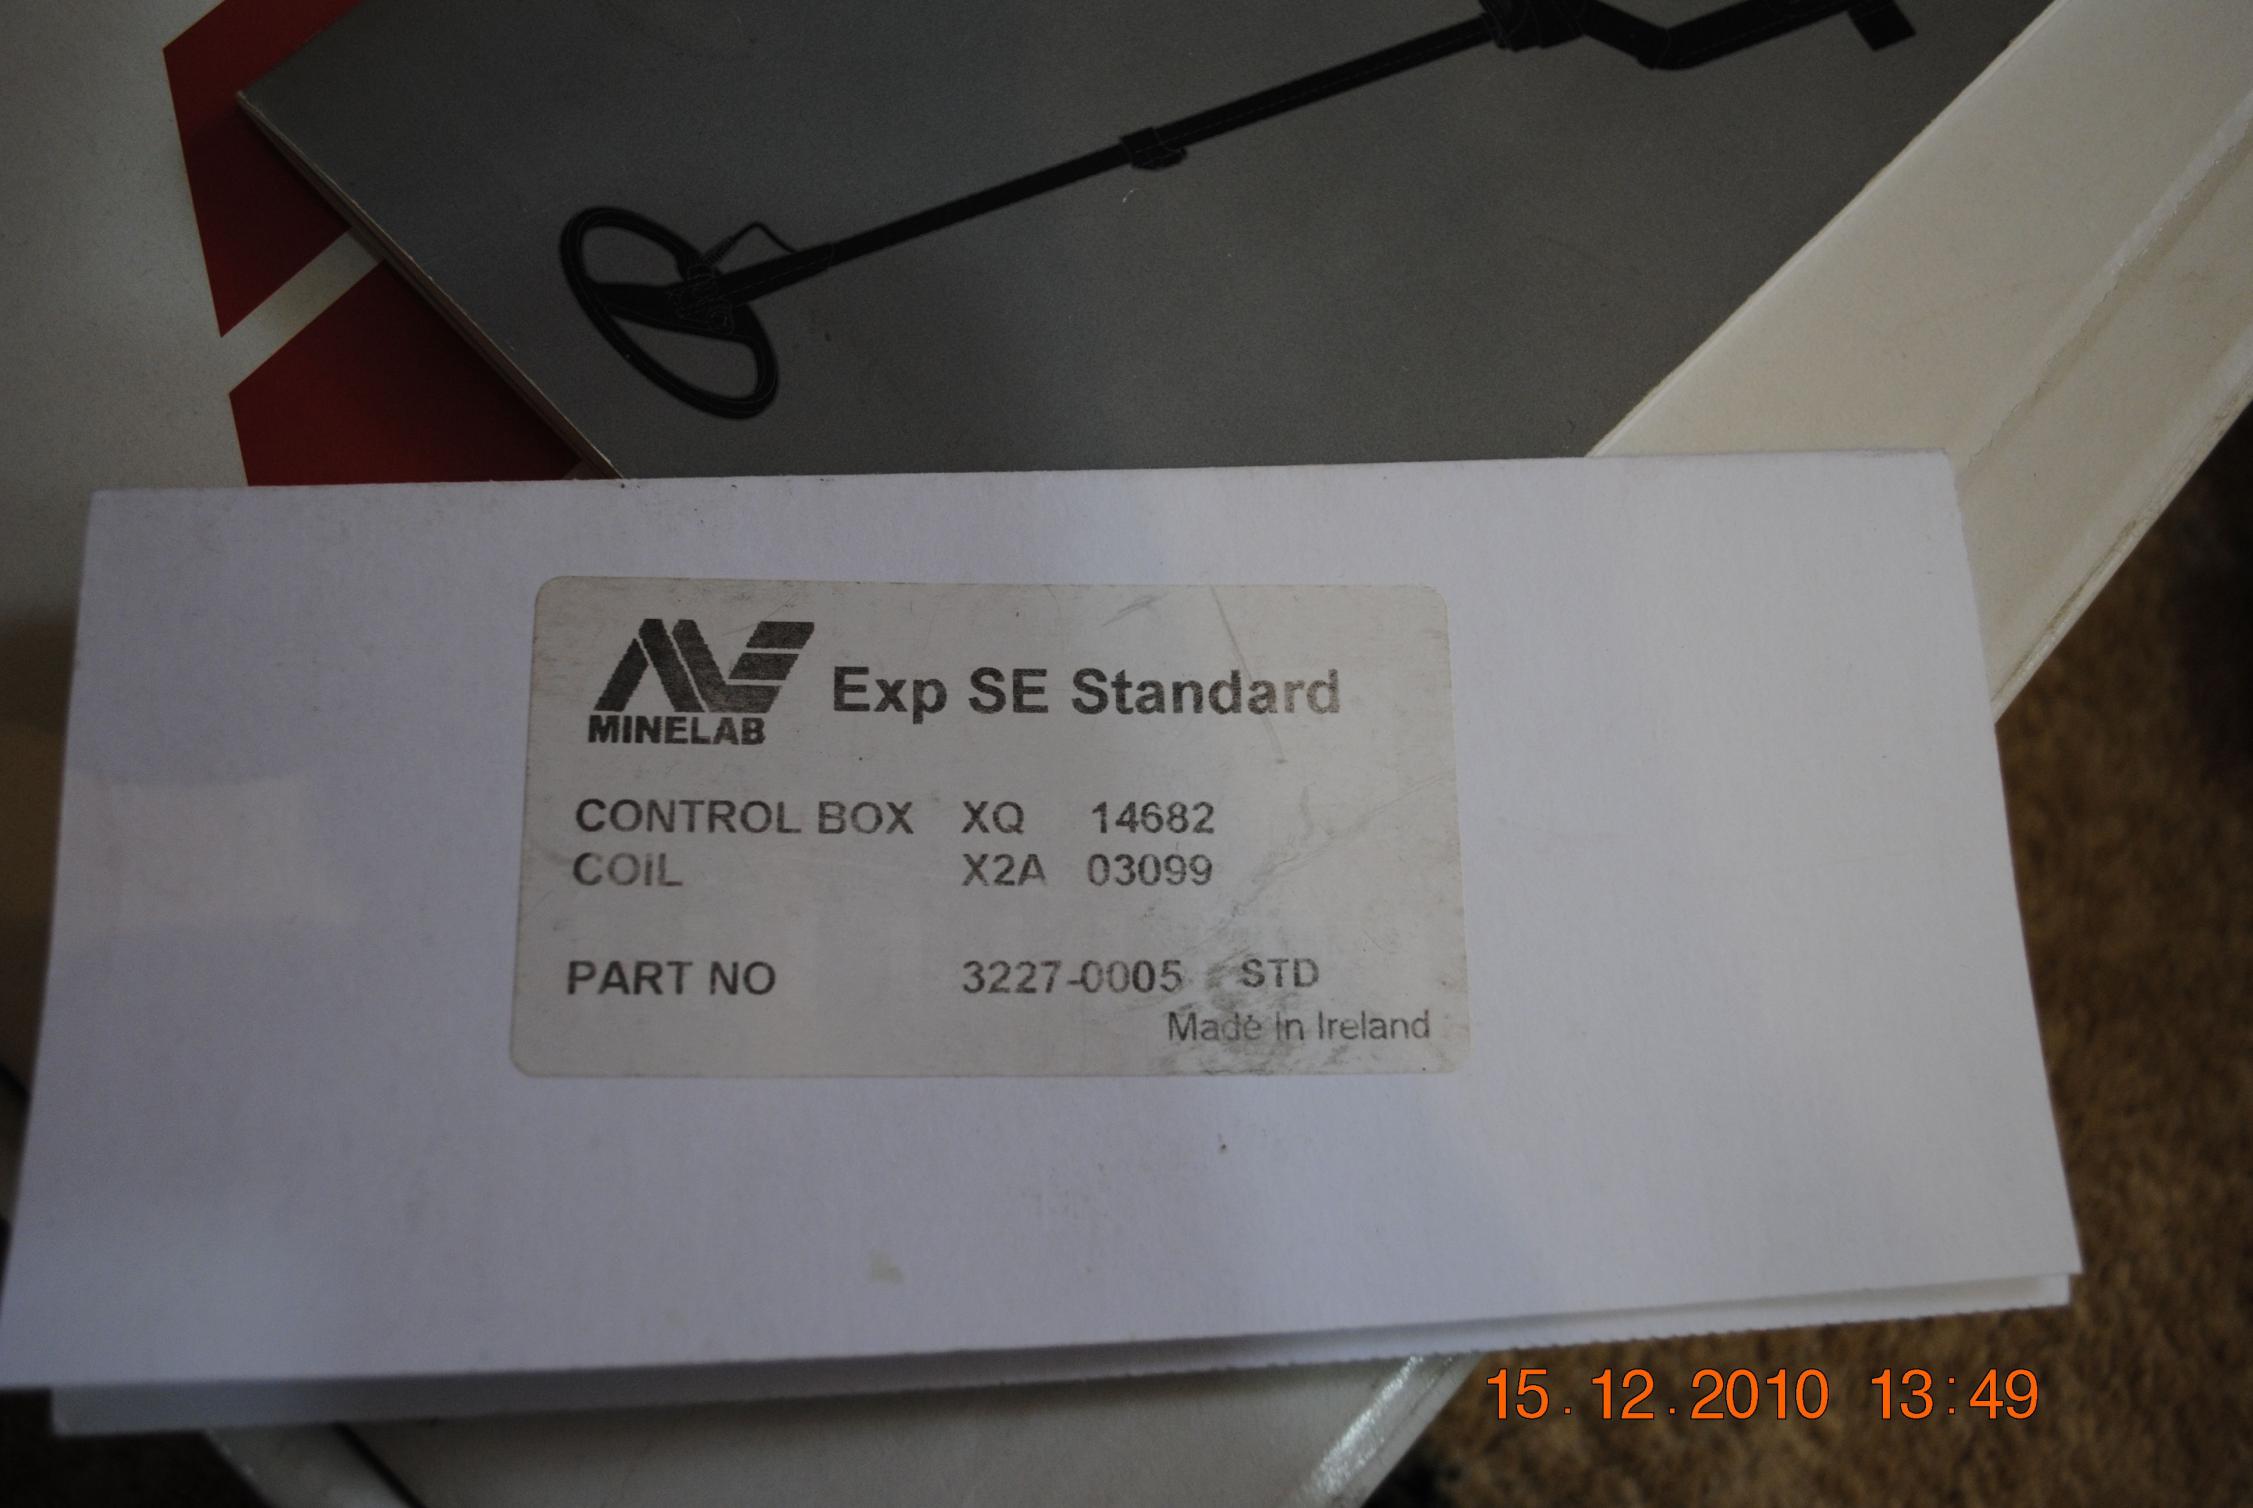 MINELAB
Exp SE Standard
CONTROL BOX XQ 14682
COIL X2A 03099
PART NO 3227-0005 STD
Made In Ireland
15.12.2010 13:49